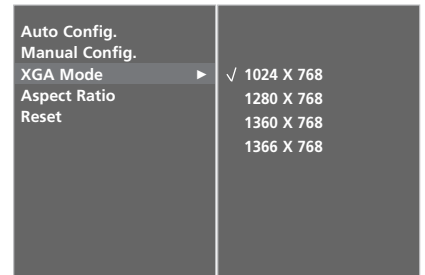 Auto Config.
Manual Config.
XGA Mode ►
Aspect Ratio
Reset
√ 1024 X 768
1280 X 768
1360 X 768
1366 X 768